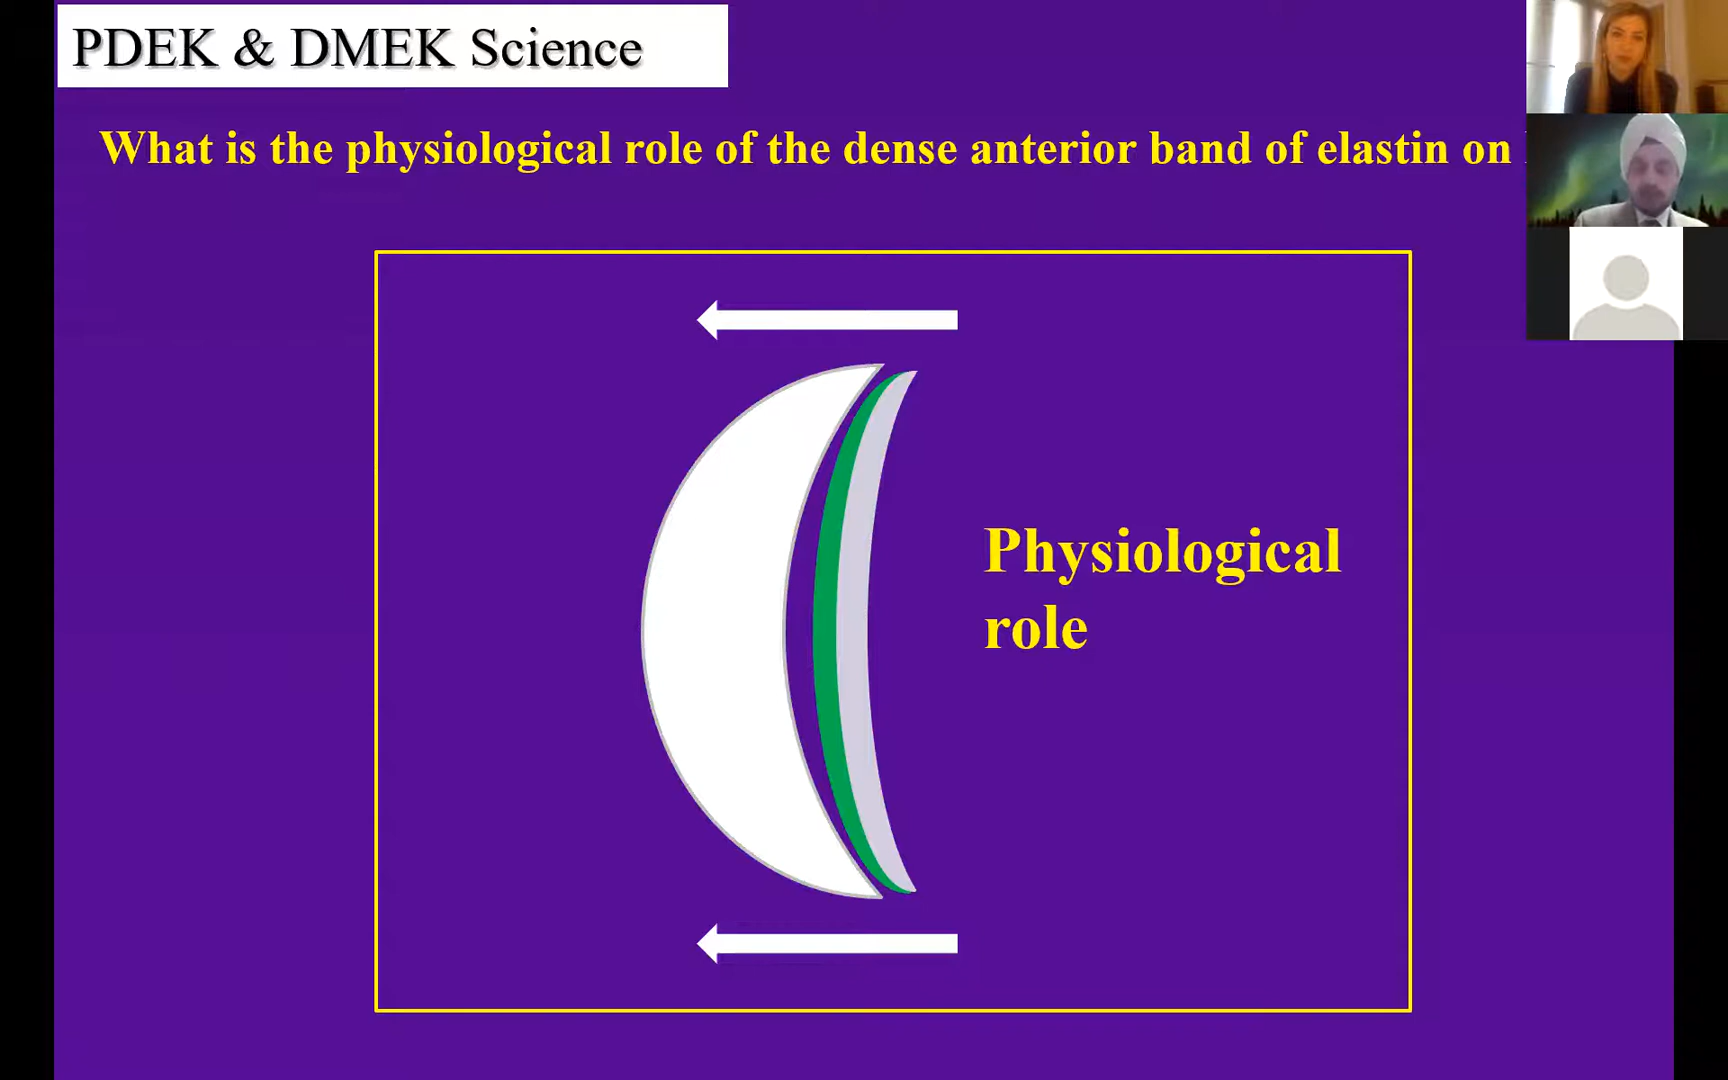 PDEK & DMEK Science
What is the physiological role of the dense anterior band of elastin on
Physiological
role